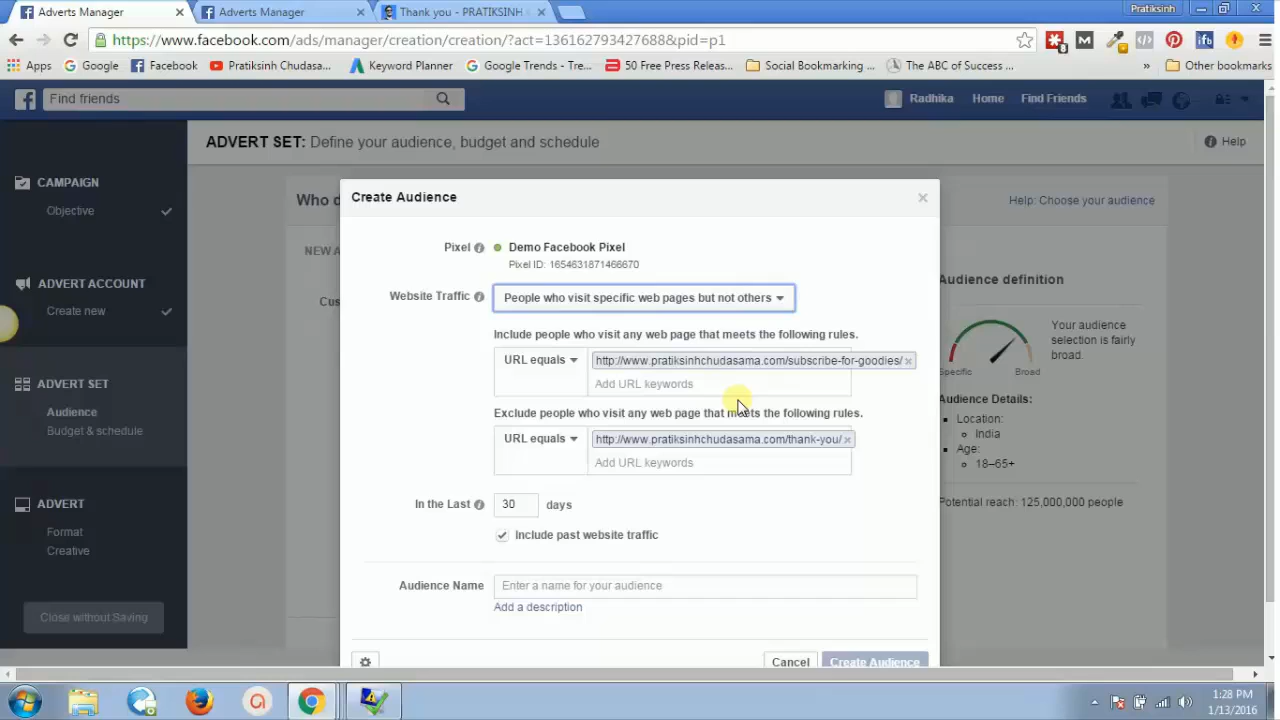 Adverts Manager
Adverts Manager
Thank you - PRATIKSINH
Pratiksinh
https://www.facebook.com/ads/manager/creation/creation/?act=136162793427688&pid=p1
Apps
Google
Facebook
Pratiksinh Chudasa...
Keyword Planner
Google Trends - Top...
50 Free Press Releas...
Social Bookmarking ...
The ABC of Success ...
»
Other bookmarks
Find friends
Radhika
Home
Find Friends
ADVERT SET: Define your audience, budget and schedule
Help
CAMPAIGN
Objective
ADVERT ACCOUNT
Create new
ADVERT SET
Audience
Budget & schedule
ADVERT
Format
Creative
Close without Saving
Who d
Help: Choose your audience
NEW A
Cus
Create Audience
Pixel
Demo Facebook Pixel
Pixel ID: 1654631871466670
Website Traffic
People who visit specific web pages but not others
Include people who visit any web page that meets the following rules.
URL equals
http://www.pratiksinhchudasama.com/subscribe-for-goodies/
Add URL keywords
Exclude people who visit any web page that meets the following rules.
URL equals
http://www.pratiksinhchudasama.com/thank-you/
Add URL keywords
In the Last
30
days
Include past website traffic
Audience Name
Enter a name for your audience
Add a description
Cancel
Create Audience
Audience definition
Your audience
selection is fairly
broad.
Specific
Broad
Audience Details:
Location:
India
Age:
18–65+
Potential reach: 125,000,000 people
1:28 PM
1/13/2016